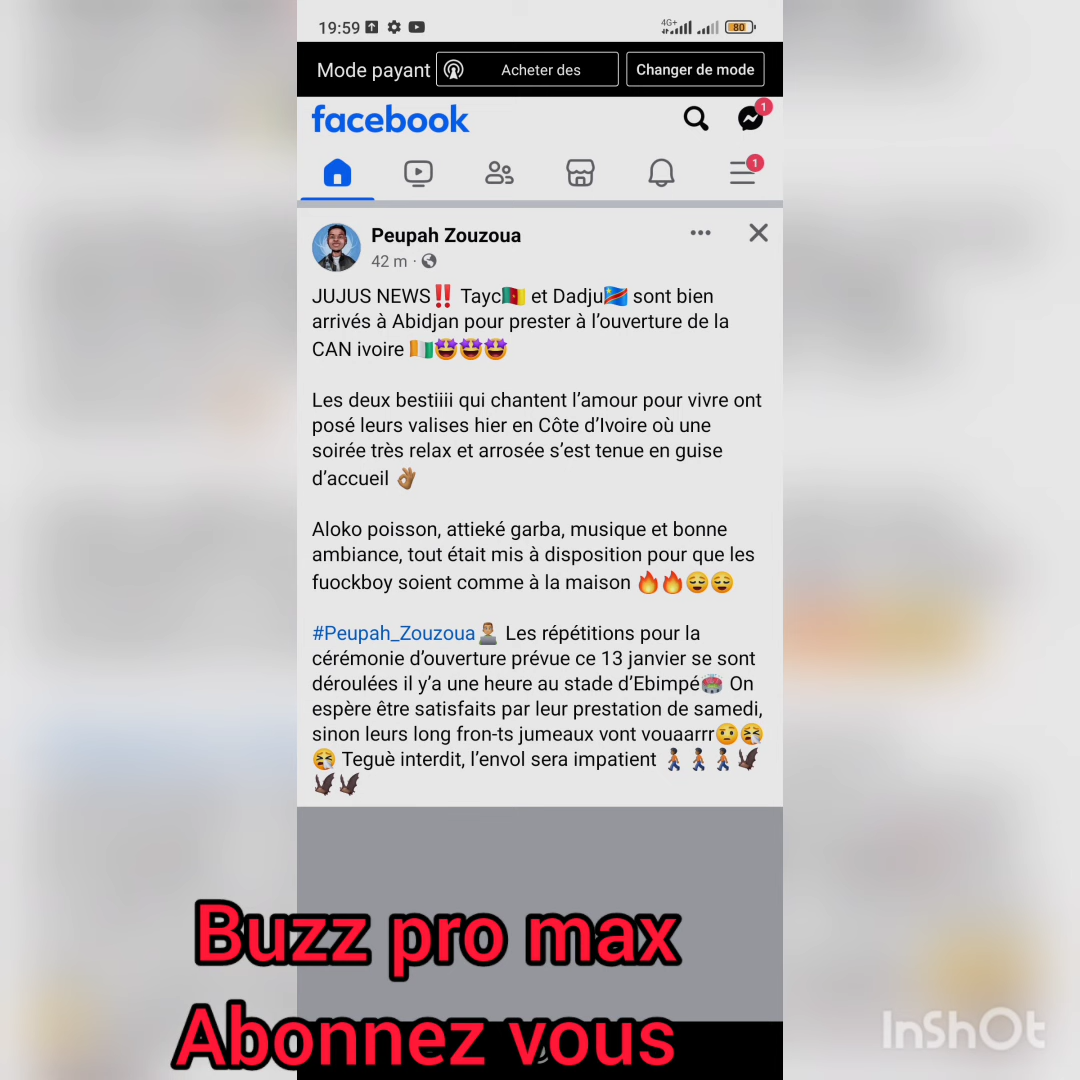 19:59
4G+
80
Mode payant
Acheter des
Changer de mode
facebook
1
1
Peupah Zouzoua
42 m ·
JUJUS NEWS‼️ Tayc🇨🇲 et Dadju🇨🇩 sont bien
arrivés à Abidjan pour prester à l’ouverture de la
CAN ivoire 🇨🇮🤩🤩🤩
Les deux bestiiii qui chantent l’amour pour vivre ont
posé leurs valises hier en Côte d’Ivoire où une
soirée très relax et arrosée s’est tenue en guise
d’accueil 👌🏾
Aloko poisson, attieké garba, musique et bonne
ambiance, tout était mis à disposition pour que les
fuockboy soient comme à la maison 🔥🔥😌😌
#Peupah_Zouzoua👨🏼‍💻 Les répétitions pour la
cérémonie d’ouverture prévue ce 13 janvier se sont
déroulées il y’a une heure au stade d’Ebimpé🏟️ On
espère être satisfaits par leur prestation de samedi,
sinon leurs long fron-ts jumeaux vont vouaarrr🤨😮‍💨
😮‍💨 Teguè interdit, l’envol sera impatient 🚶🏾🚶🏾🚶🏾🦇
🦇🦇
Buzz pro max
Abonnez vous
InShOt